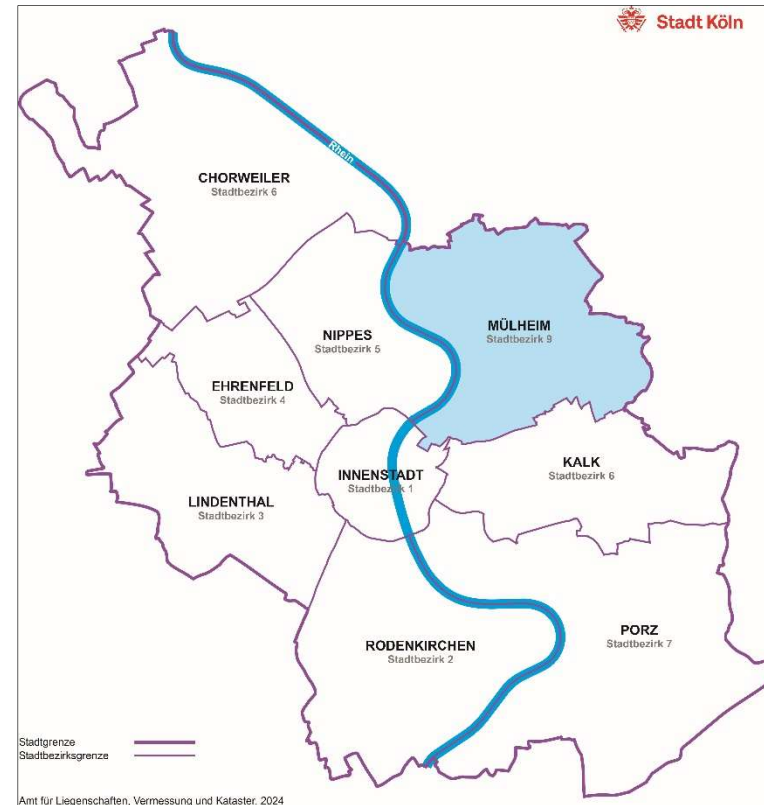 Stadt Köln
Rhein
CHORWEILER
Stadtbezirk 6
NIPPES
Stadtbezirk 5
MÜLHEIM
Stadtbezirk 9
EHRENFELD
Stadtbezirk 4
INNENSTADT
Stadtbezirk 1
KALK
Stadtbezirk 6
LINDENTHAL
Stadtbezirk 3
RODENKIRCHEN
Stadtbezirk 2
PORZ
Stadtbezirk 7
Stadtgrenze
Stadtbezirksgrenze
Amt für Liegenschaften, Vermessung und Kataster, 2024